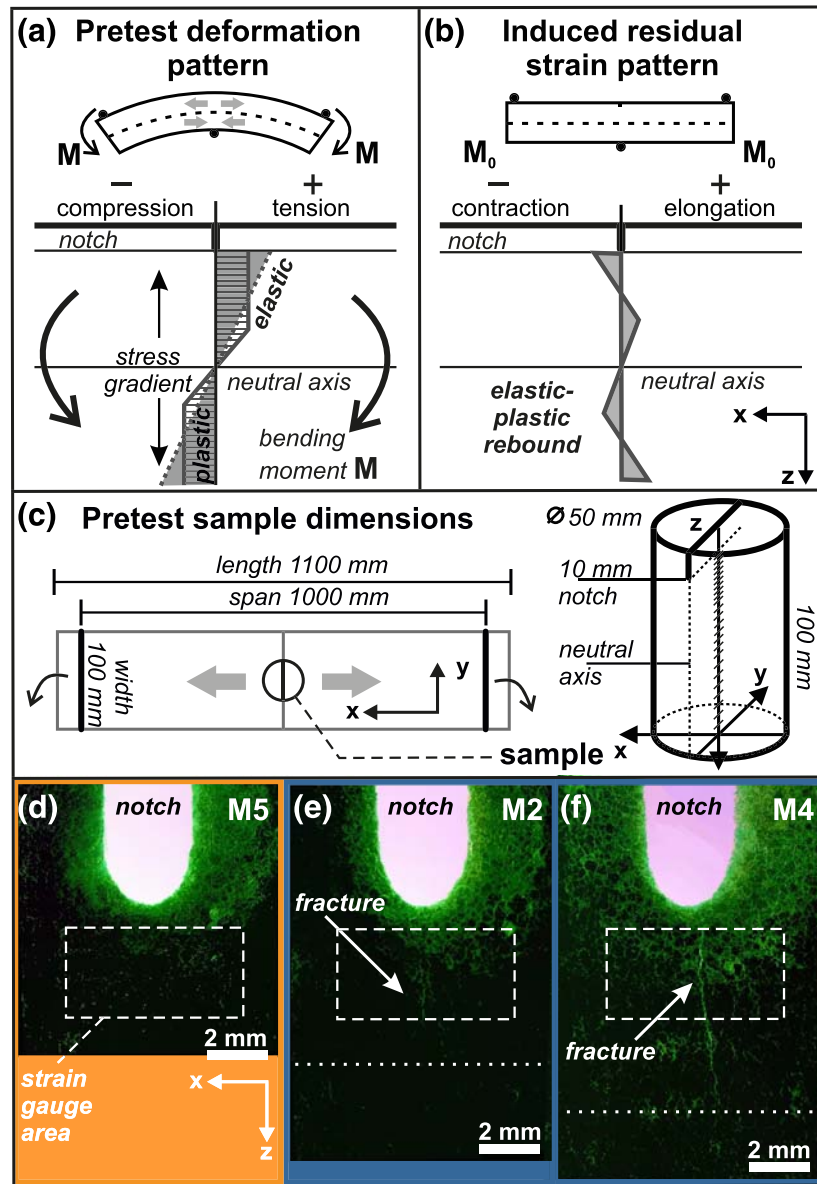 (a) Pretest deformation
pattern
M
M
−
+
compression
tension
notch
elastic
stress
gradient
neutral axis
plastic
bending
moment M
(b) Induced residual
strain pattern
M₀
M₀
−
+
contraction
elongation
notch
neutral axis
elastic-
plastic
rebound
x
z
(c) Pretest sample dimensions
length 1100 mm
span 1000 mm
width
100 mm
y
x
sample
Ø 50 mm
z
10 mm
notch
neutral
axis
100 mm
y
x
(d) notch M5
2 mm
strain
gauge
area
x
z
(e) notch M2
fracture
2 mm
(f) notch M4
fracture
2 mm